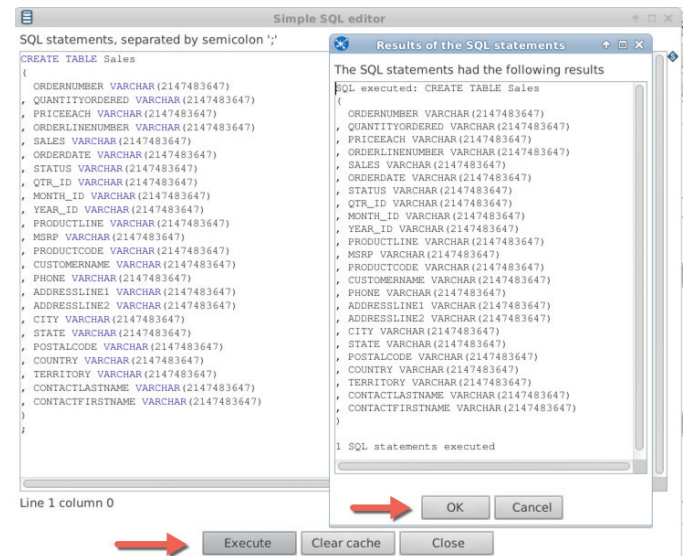 Simple SQL editor
SQL statements, separated by semicolon ';'
CREATE TABLE Sales
(
ORDERNUMBER VARCHAR(2147483647)
, QUANTITYORDERED VARCHAR(2147483647)
, PRICEEACH VARCHAR(2147483647)
, ORDERLINENUMBER VARCHAR(2147483647)
, SALES VARCHAR(2147483647)
, ORDERDATE VARCHAR(2147483647)
, STATUS VARCHAR(2147483647)
, QTR_ID VARCHAR(2147483647)
, MONTH_ID VARCHAR(2147483647)
, YEAR_ID VARCHAR(2147483647)
, PRODUCTLINE VARCHAR(2147483647)
, MSRP VARCHAR(2147483647)
, PRODUCTCODE VARCHAR(2147483647)
, CUSTOMERNAME VARCHAR(2147483647)
, PHONE VARCHAR(2147483647)
, ADDRESSLINE1 VARCHAR(2147483647)
, ADDRESSLINE2 VARCHAR(2147483647)
, CITY VARCHAR(2147483647)
, STATE VARCHAR(2147483647)
, POSTALCODE VARCHAR(2147483647)
, COUNTRY VARCHAR(2147483647)
, TERRITORY VARCHAR(2147483647)
, CONTACTLASTNAME VARCHAR(2147483647)
, CONTACTFIRSTNAME VARCHAR(2147483647)
)
;
Line 1 column 0
Execute
Clear cache
Close
Results of the SQL statements
The SQL statements had the following results
SQL executed: CREATE TABLE Sales
(
ORDERNUMBER VARCHAR(2147483647)
, QUANTITYORDERED VARCHAR(2147483647)
, PRICEEACH VARCHAR(2147483647)
, ORDERLINENUMBER VARCHAR(2147483647)
, SALES VARCHAR(2147483647)
, ORDERDATE VARCHAR(2147483647)
, STATUS VARCHAR(2147483647)
, QTR_ID VARCHAR(2147483647)
, MONTH_ID VARCHAR(2147483647)
, YEAR_ID VARCHAR(2147483647)
, PRODUCTLINE VARCHAR(2147483647)
, MSRP VARCHAR(2147483647)
, PRODUCTCODE VARCHAR(2147483647)
, CUSTOMERNAME VARCHAR(2147483647)
, PHONE VARCHAR(2147483647)
, ADDRESSLINE1 VARCHAR(2147483647)
, ADDRESSLINE2 VARCHAR(2147483647)
, CITY VARCHAR(2147483647)
, STATE VARCHAR(2147483647)
, POSTALCODE VARCHAR(2147483647)
, COUNTRY VARCHAR(2147483647)
, TERRITORY VARCHAR(2147483647)
, CONTACTLASTNAME VARCHAR(2147483647)
, CONTACTFIRSTNAME VARCHAR(2147483647)
)
1 SQL statements executed
OK
Cancel